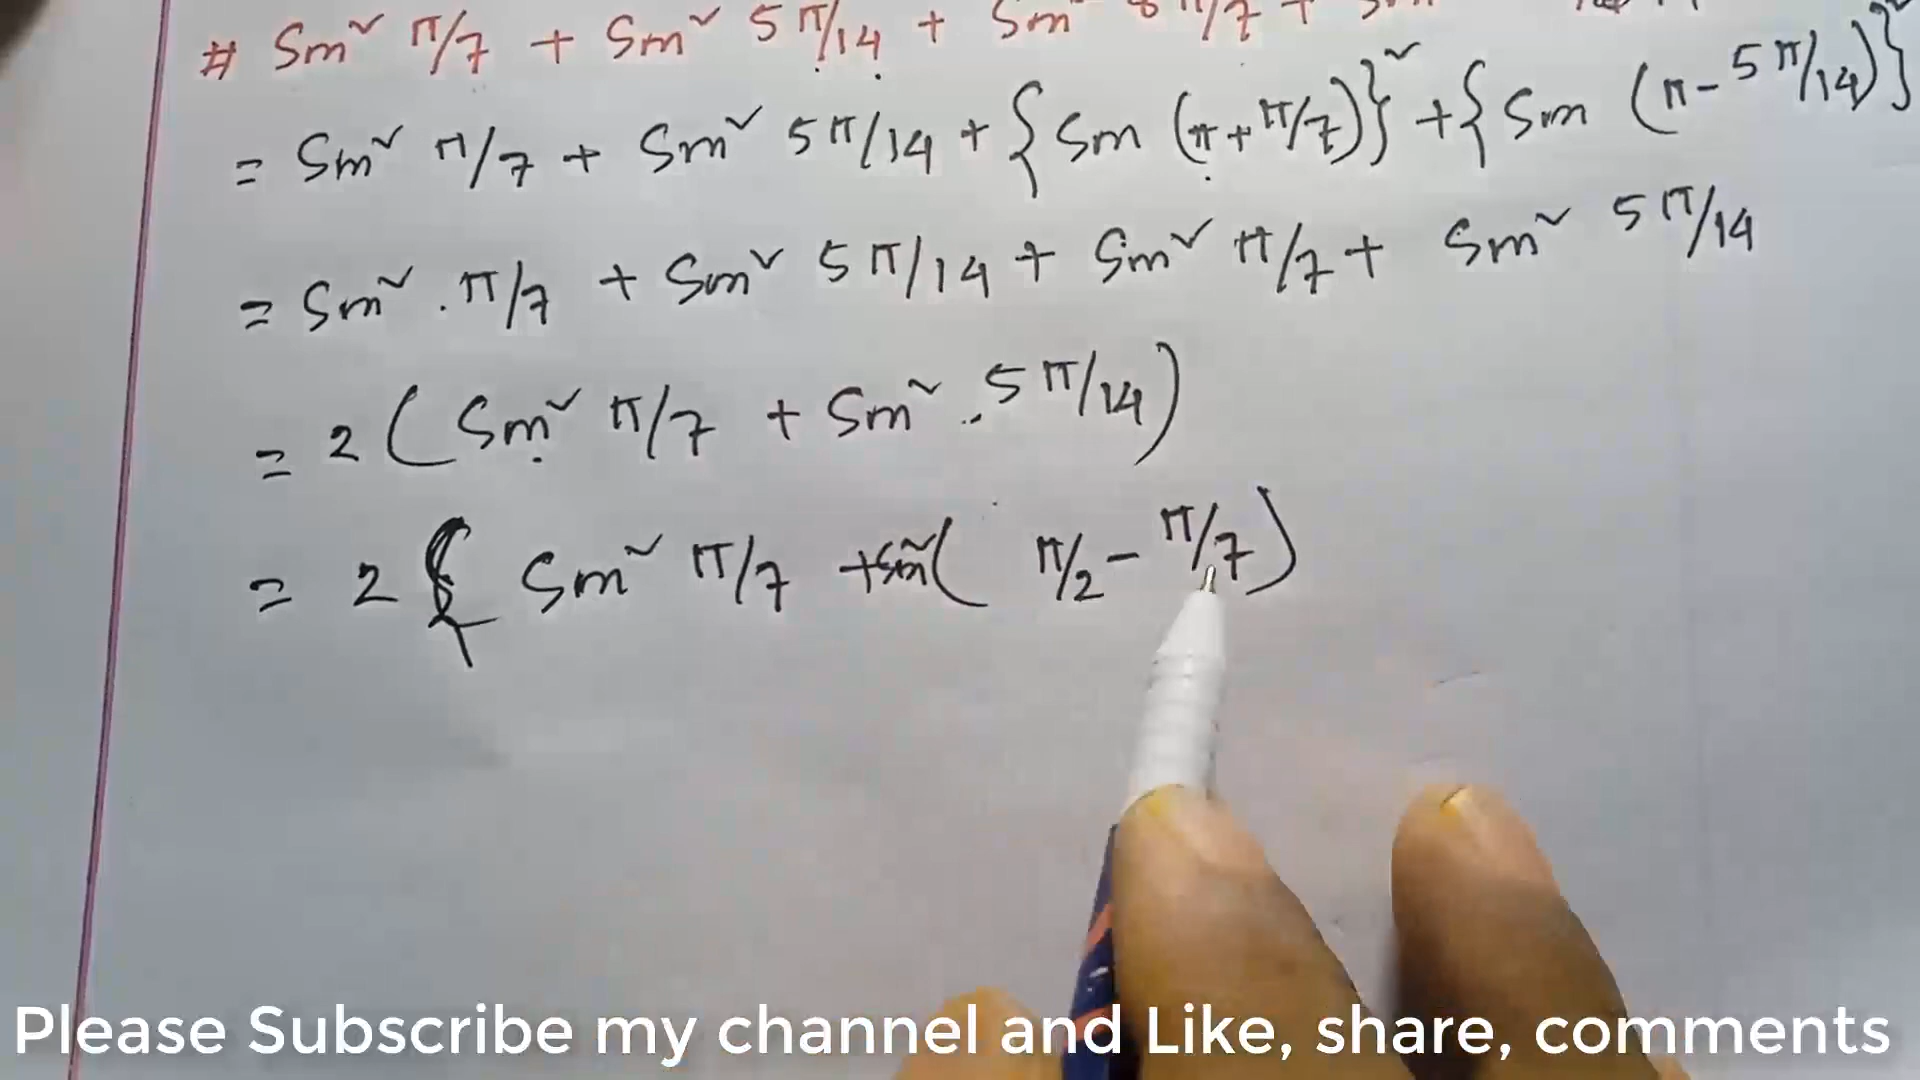 # Sin² π/7 + Sin² 5π/14 + Sin² 8π/7 +
= Sin² π/7 + Sin² 5π/14 + {Sin (π + π/7)}² + {Sin (π - 5π/14)}²
= Sin² . π/7 + Sin² 5π/14 + Sin² π/7 + Sin² 5π/14
= 2 (Sin² π/7 + Sin² . 5π/14)
= 2 { Sin² π/7 + Sin² ( π/2 - π/7)
Please Subscribe my channel and Like, share, comments